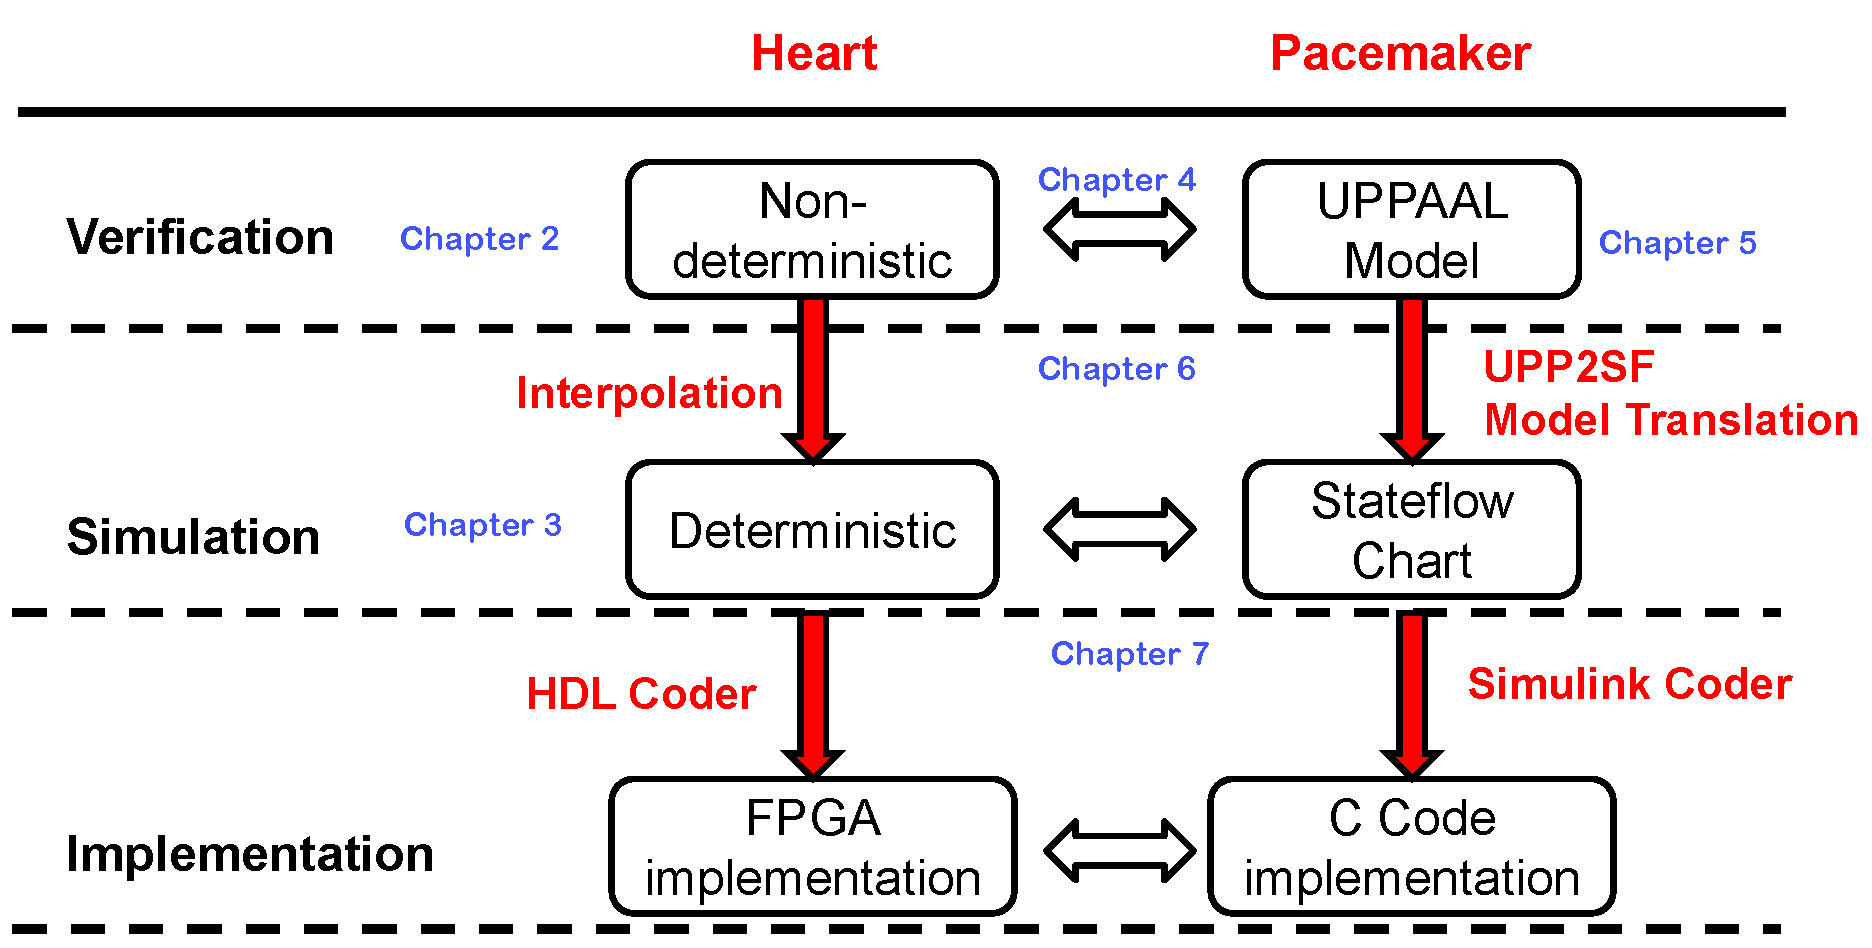 Heart
Pacemaker
Verification
Chapter 2
Non-
deterministic
Chapter 4
UPPAAL
Model
Chapter 5
Interpolation
Chapter 6
UPP2SF
Model Translation
Simulation
Chapter 3
Deterministic
Stateflow
Chart
HDL Coder
Chapter 7
Simulink Coder
Implementation
FPGA
implementation
C Code
implementation